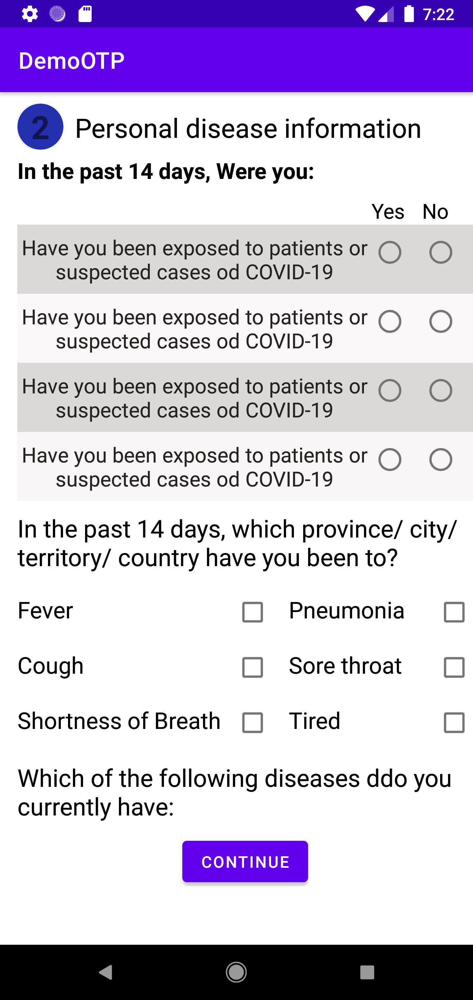 7:22
DemoOTP
2 Personal disease information
In the past 14 days, Were you:
Yes No
Have you been exposed to patients or
suspected cases od COVID-19
Have you been exposed to patients or
suspected cases od COVID-19
Have you been exposed to patients or
suspected cases od COVID-19
Have you been exposed to patients or
suspected cases od COVID-19
In the past 14 days, which province/ city/
territory/ country have you been to?
Fever Pneumonia
Cough Sore throat
Shortness of Breath Tired
Which of the following diseases ddo you
currently have:
CONTINUE